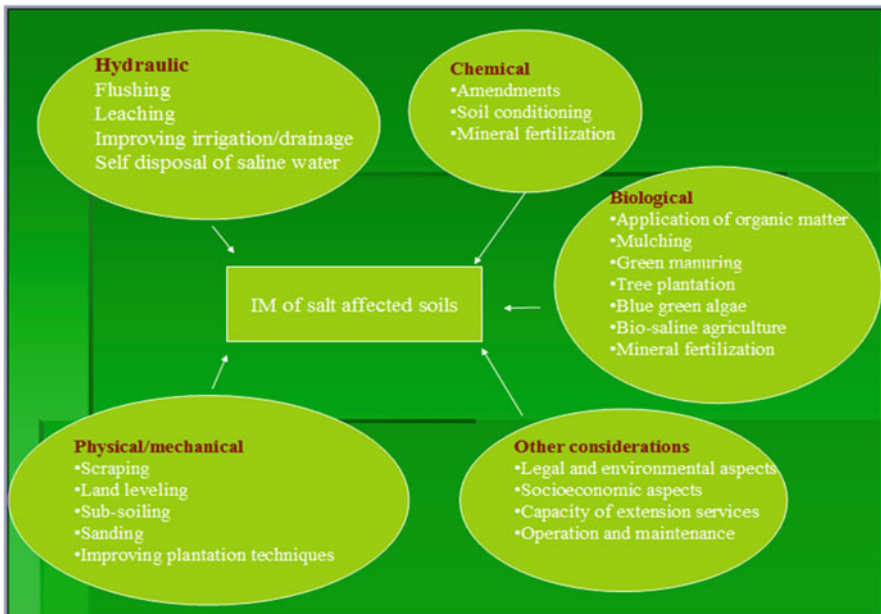 Hydraulic
Flushing
Leaching
Improving irrigation/drainage
Self disposal of saline water
Chemical
•Amendments
•Soil conditioning
•Mineral fertilization
Biological
•Application of organic matter
•Mulching
•Green manuring
•Tree plantation
•Blue green algae
•Bio-saline agriculture
•Mineral fertilization
IM of salt affected soils
Physical/mechanical
•Scraping
•Land leveling
•Sub-soiling
•Sanding
•Improving plantation techniques
Other considerations
•Legal and environmental aspects
•Socioeconomic aspects
•Capacity of extension services
•Operation and maintenance